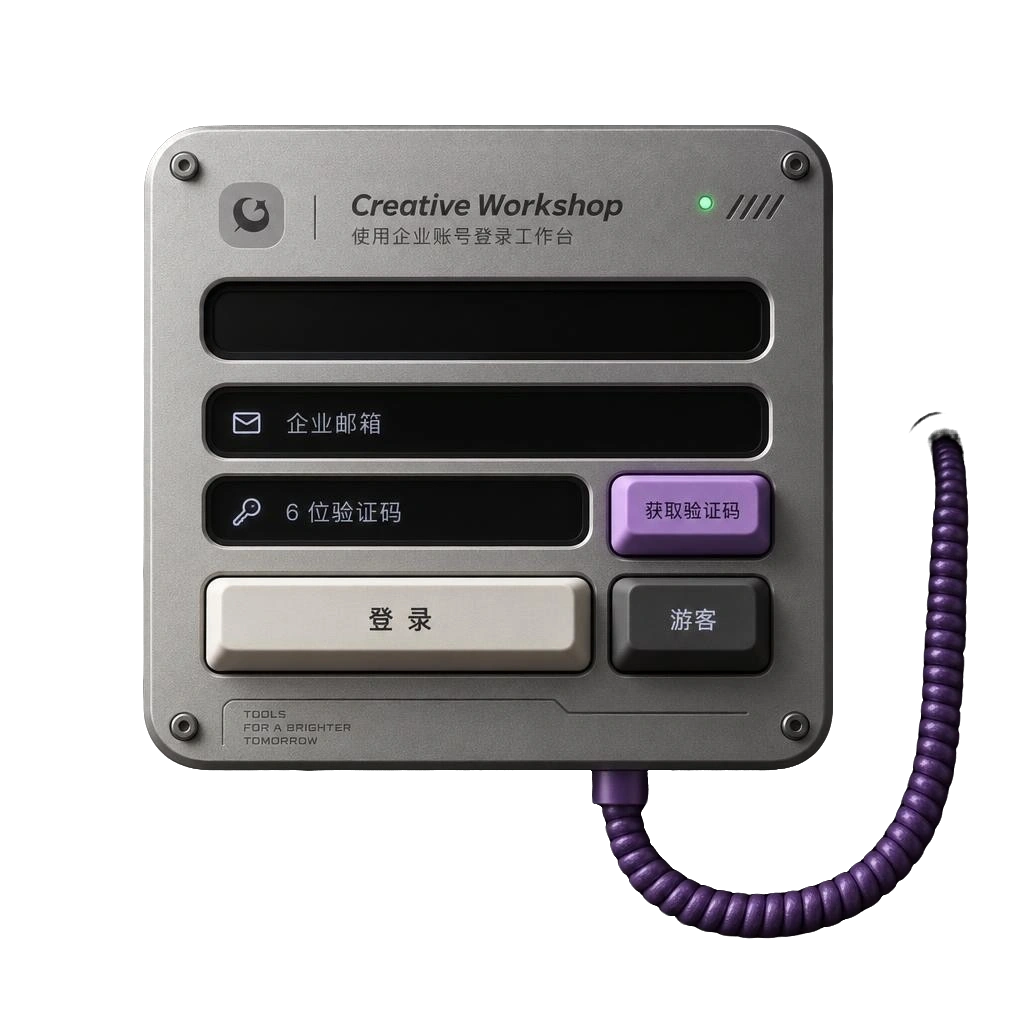 Creative Workshop
使用企业账号登录工作台
企业邮箱
6 位验证码
获取验证码
登 录
游客
TOOLS
FOR A BRIGHTER
TOMORROW